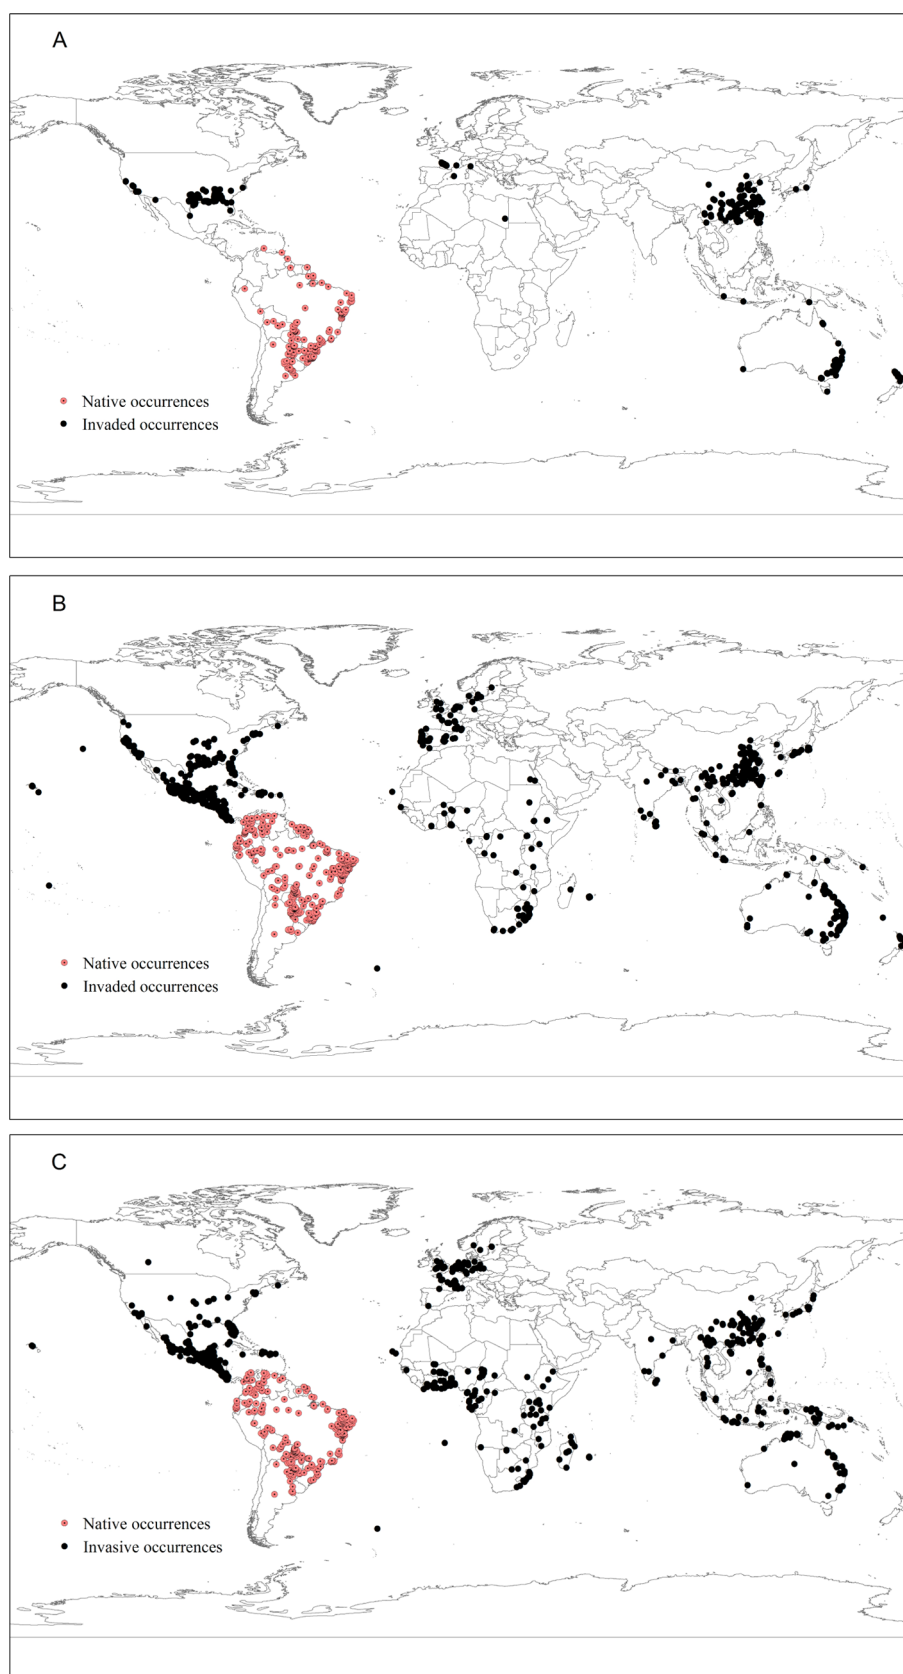 A
Native occurrences
Invaded occurrences
B
Native occurrences
Invaded occurrences
C
Native occurrences
Invasive occurrences